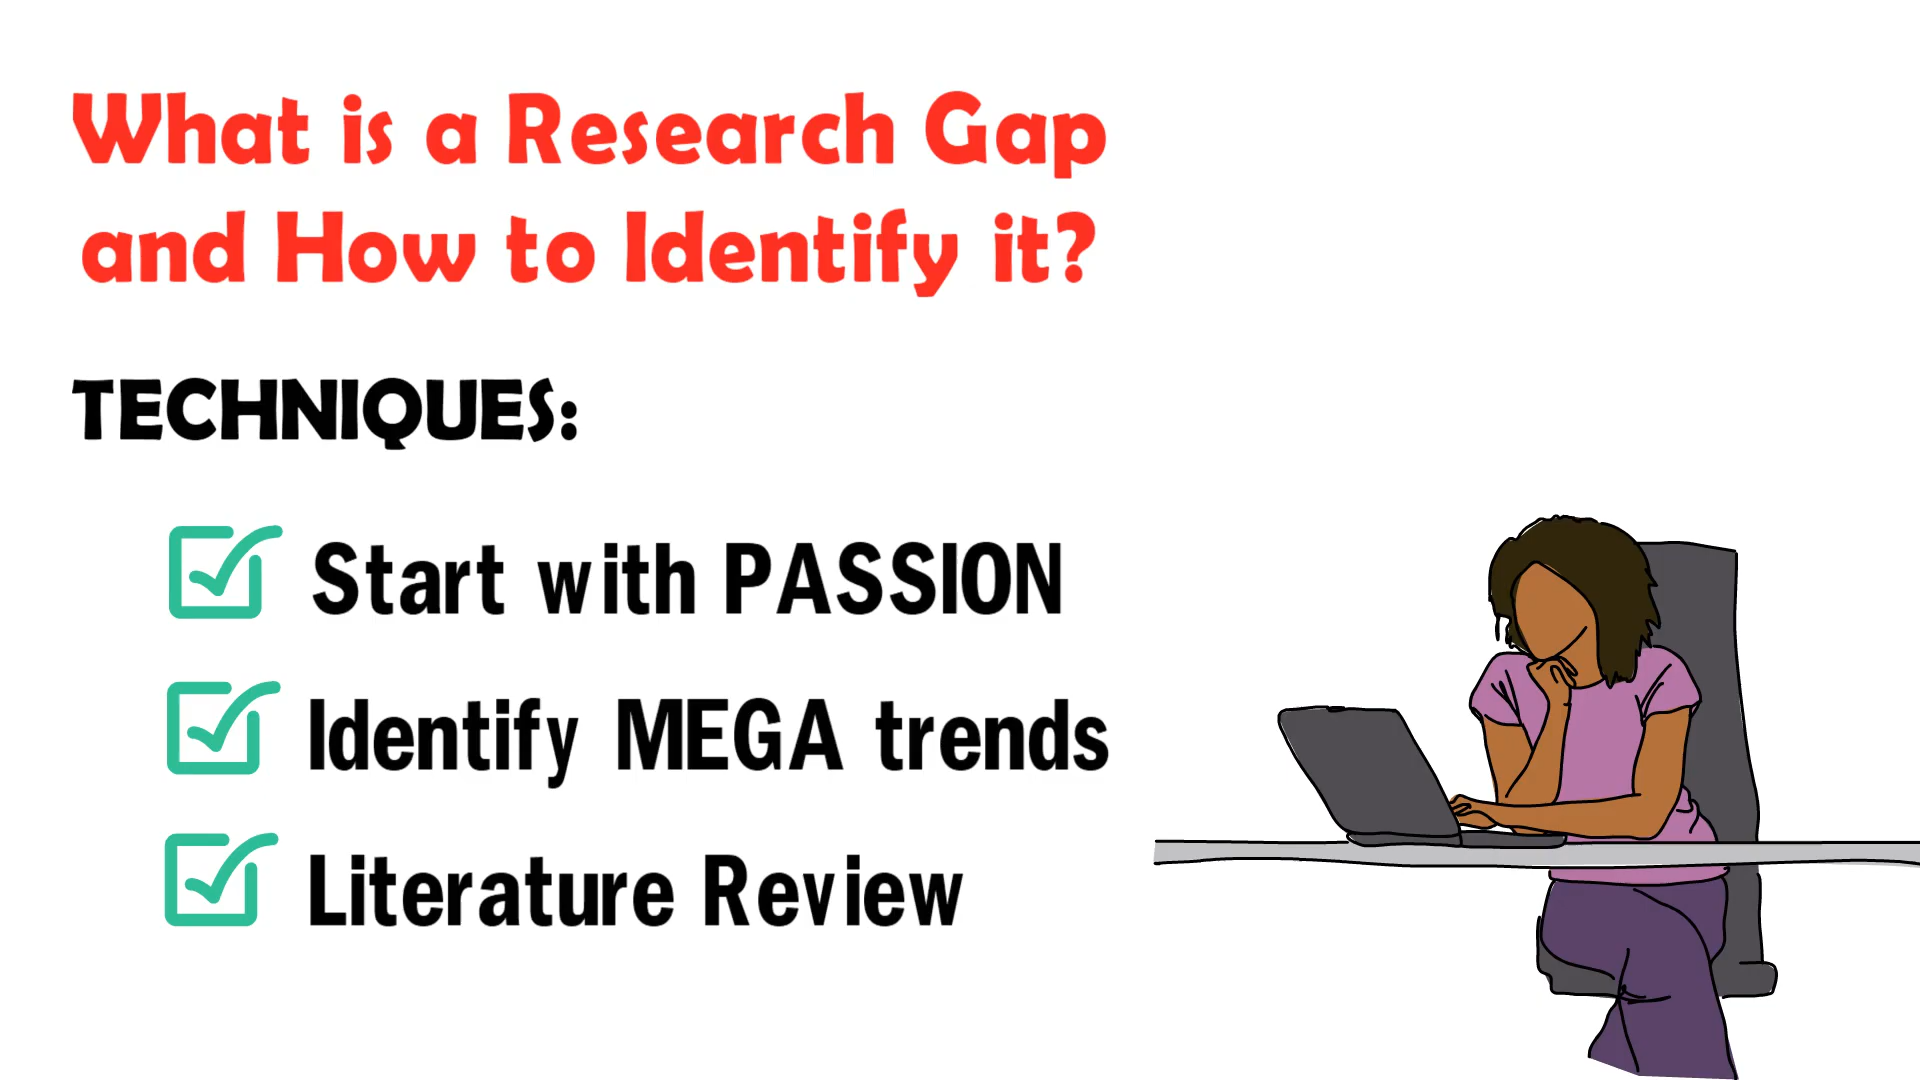 What is a Research Gap
and How to Identify it?
TECHNIQUES:
Start with PASSION
Identify MEGA trends
Literature Review